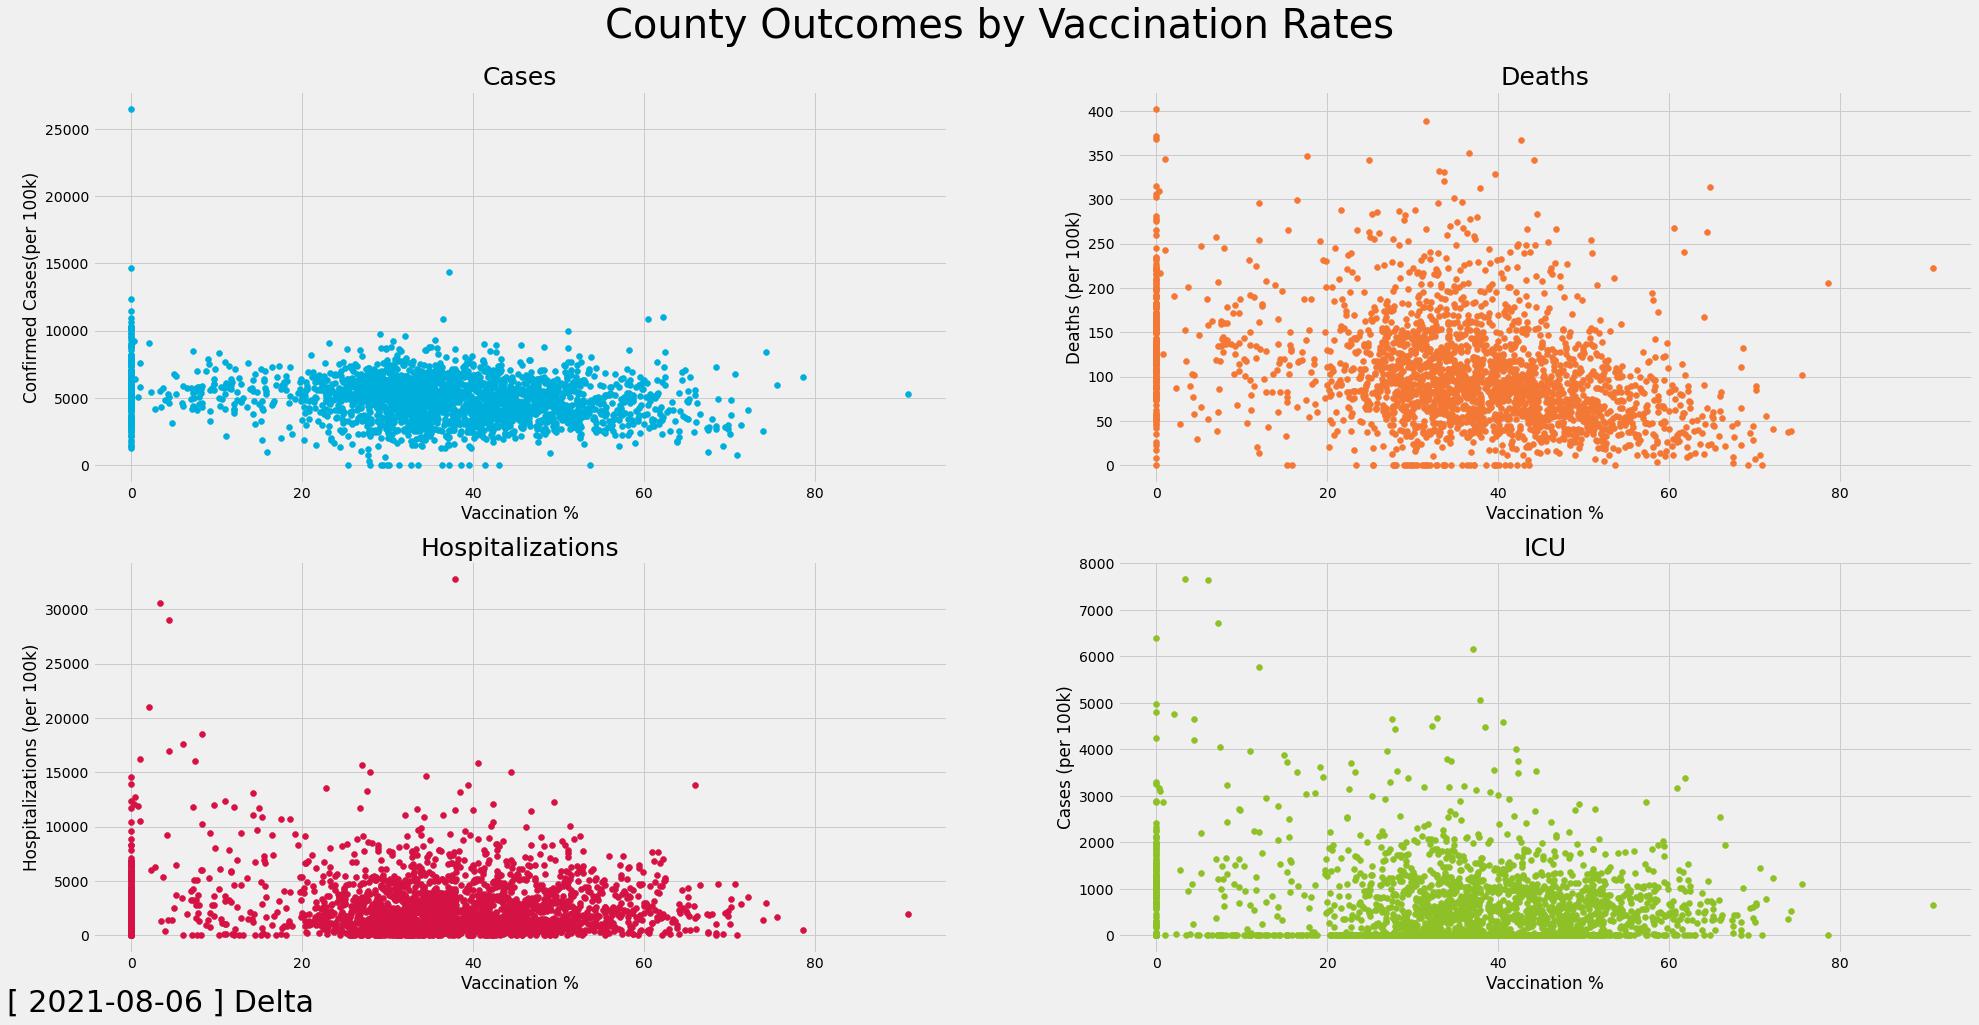 County Outcomes by Vaccination Rates
Cases
Confirmed Cases(per 100k)
25000
20000
15000
10000
5000
0
0 20 40 60 80
Vaccination %
Deaths
Deaths (per 100k)
400
350
300
250
200
150
100
50
0
0 20 40 60 80
Vaccination %
Hospitalizations
Hospitalizations (per 100k)
30000
25000
20000
15000
10000
5000
0
0 20 40 60 80
Vaccination %
ICU
Cases (per 100k)
8000
7000
6000
5000
4000
3000
2000
1000
0
0 20 40 60 80
Vaccination %
[ 2021-08-06 ] Delta